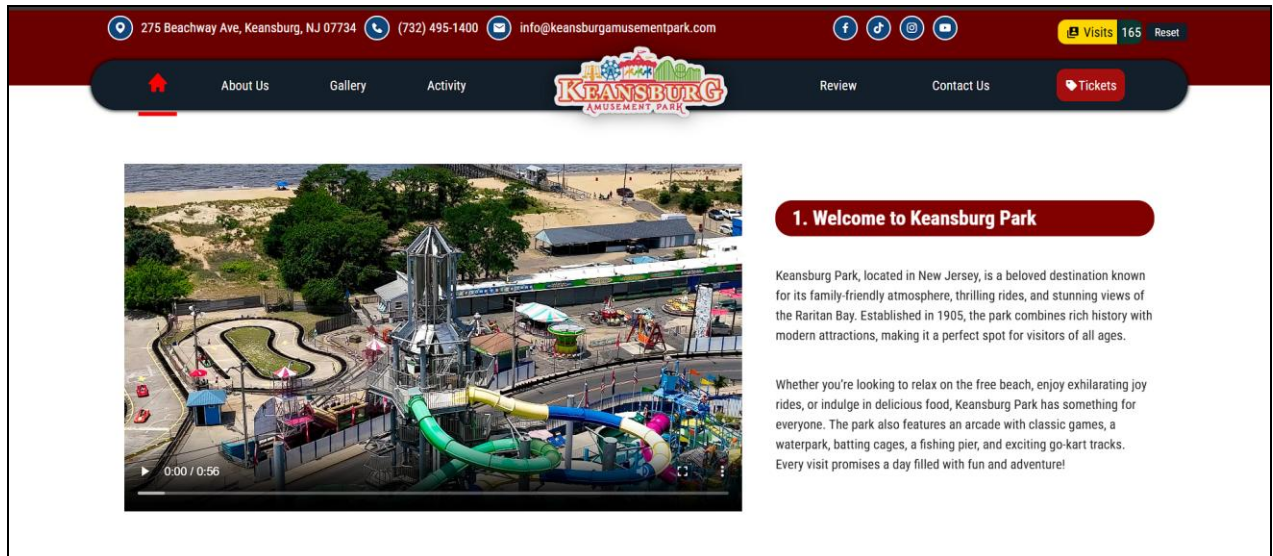 275 Beachway Ave, Keansburg, NJ 07734 (732) 495-1400 info@keansburgamusementpark.com Visits 165 Reset
About Us Gallery Activity KEANSBURG Review Contact Us Tickets
AMUSEMENT PARK
1. Welcome to Keansburg Park
Keansburg Park, located in New Jersey, is a beloved destination known
for its family-friendly atmosphere, thrilling rides, and stunning views of
the Raritan Bay. Established in 1905, the park combines rich history with
modern attractions, making it a perfect spot for visitors of all ages.
Whether you're looking to relax on the free beach, enjoy exhilarating joy
rides, or indulge in delicious food, Keansburg Park has something for
everyone. The park also features an arcade with classic games, a
waterpark, batting cages, a fishing pier, and exciting go-kart tracks.
Every visit promises a day filled with fun and adventure!
0:00 / 0:56